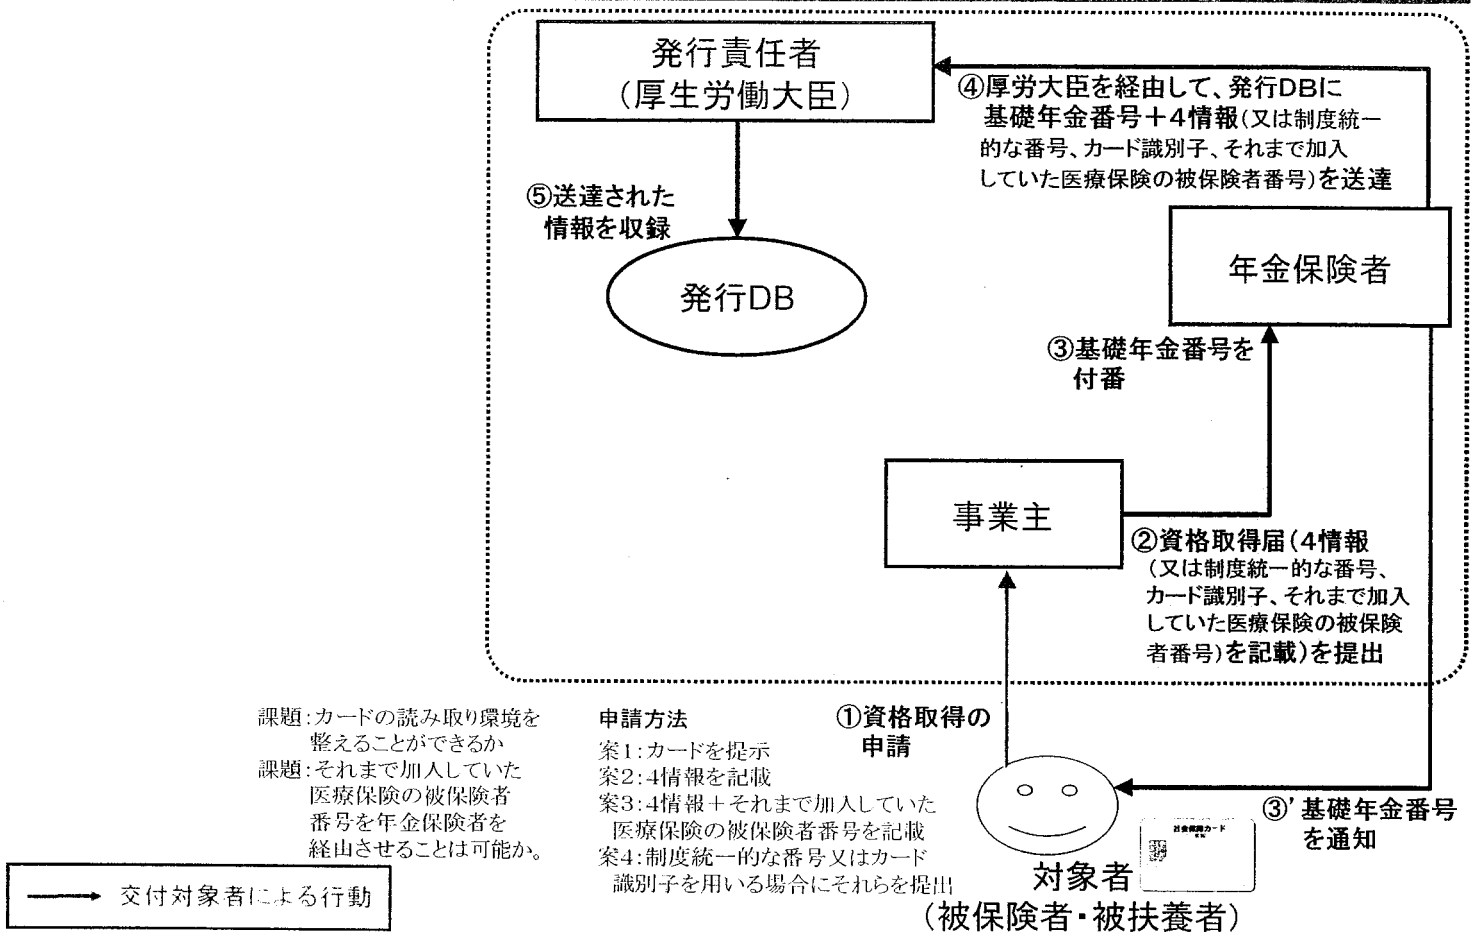 発行責任者
（厚生労働大臣）
④厚労大臣を経由して、発行DBに
基礎年金番号＋4情報（又は制度統一
的な番号、カード識別子、それまで加入
していた医療保険の被保険者番号）を送達
⑤送達された
情報を収録
発行DB
年金保険者
③基礎年金番号を
付番
事業主
②資格取得届（4情報
（又は制度統一的な番号、
カード識別子、それまで加入
していた医療保険の被保険
者番号）を記載）を提出
課題：カードの読み取り環境を
整えることができるか
課題：それまで加入していた
医療保険の被保険者
番号を年金保険者を
経由させることは可能か。
申請方法
案1：カードを提示
案2：4情報を記載
案3：4情報＋それまで加入していた
医療保険の被保険者番号を記載
案4：制度統一的な番号又はカード
識別子を用いる場合にそれらを提出
①資格取得の
申請
③'基礎年金番号
を通知
社会保障カード
対象者
（被保険者・被扶養者）
交付対象者による行動